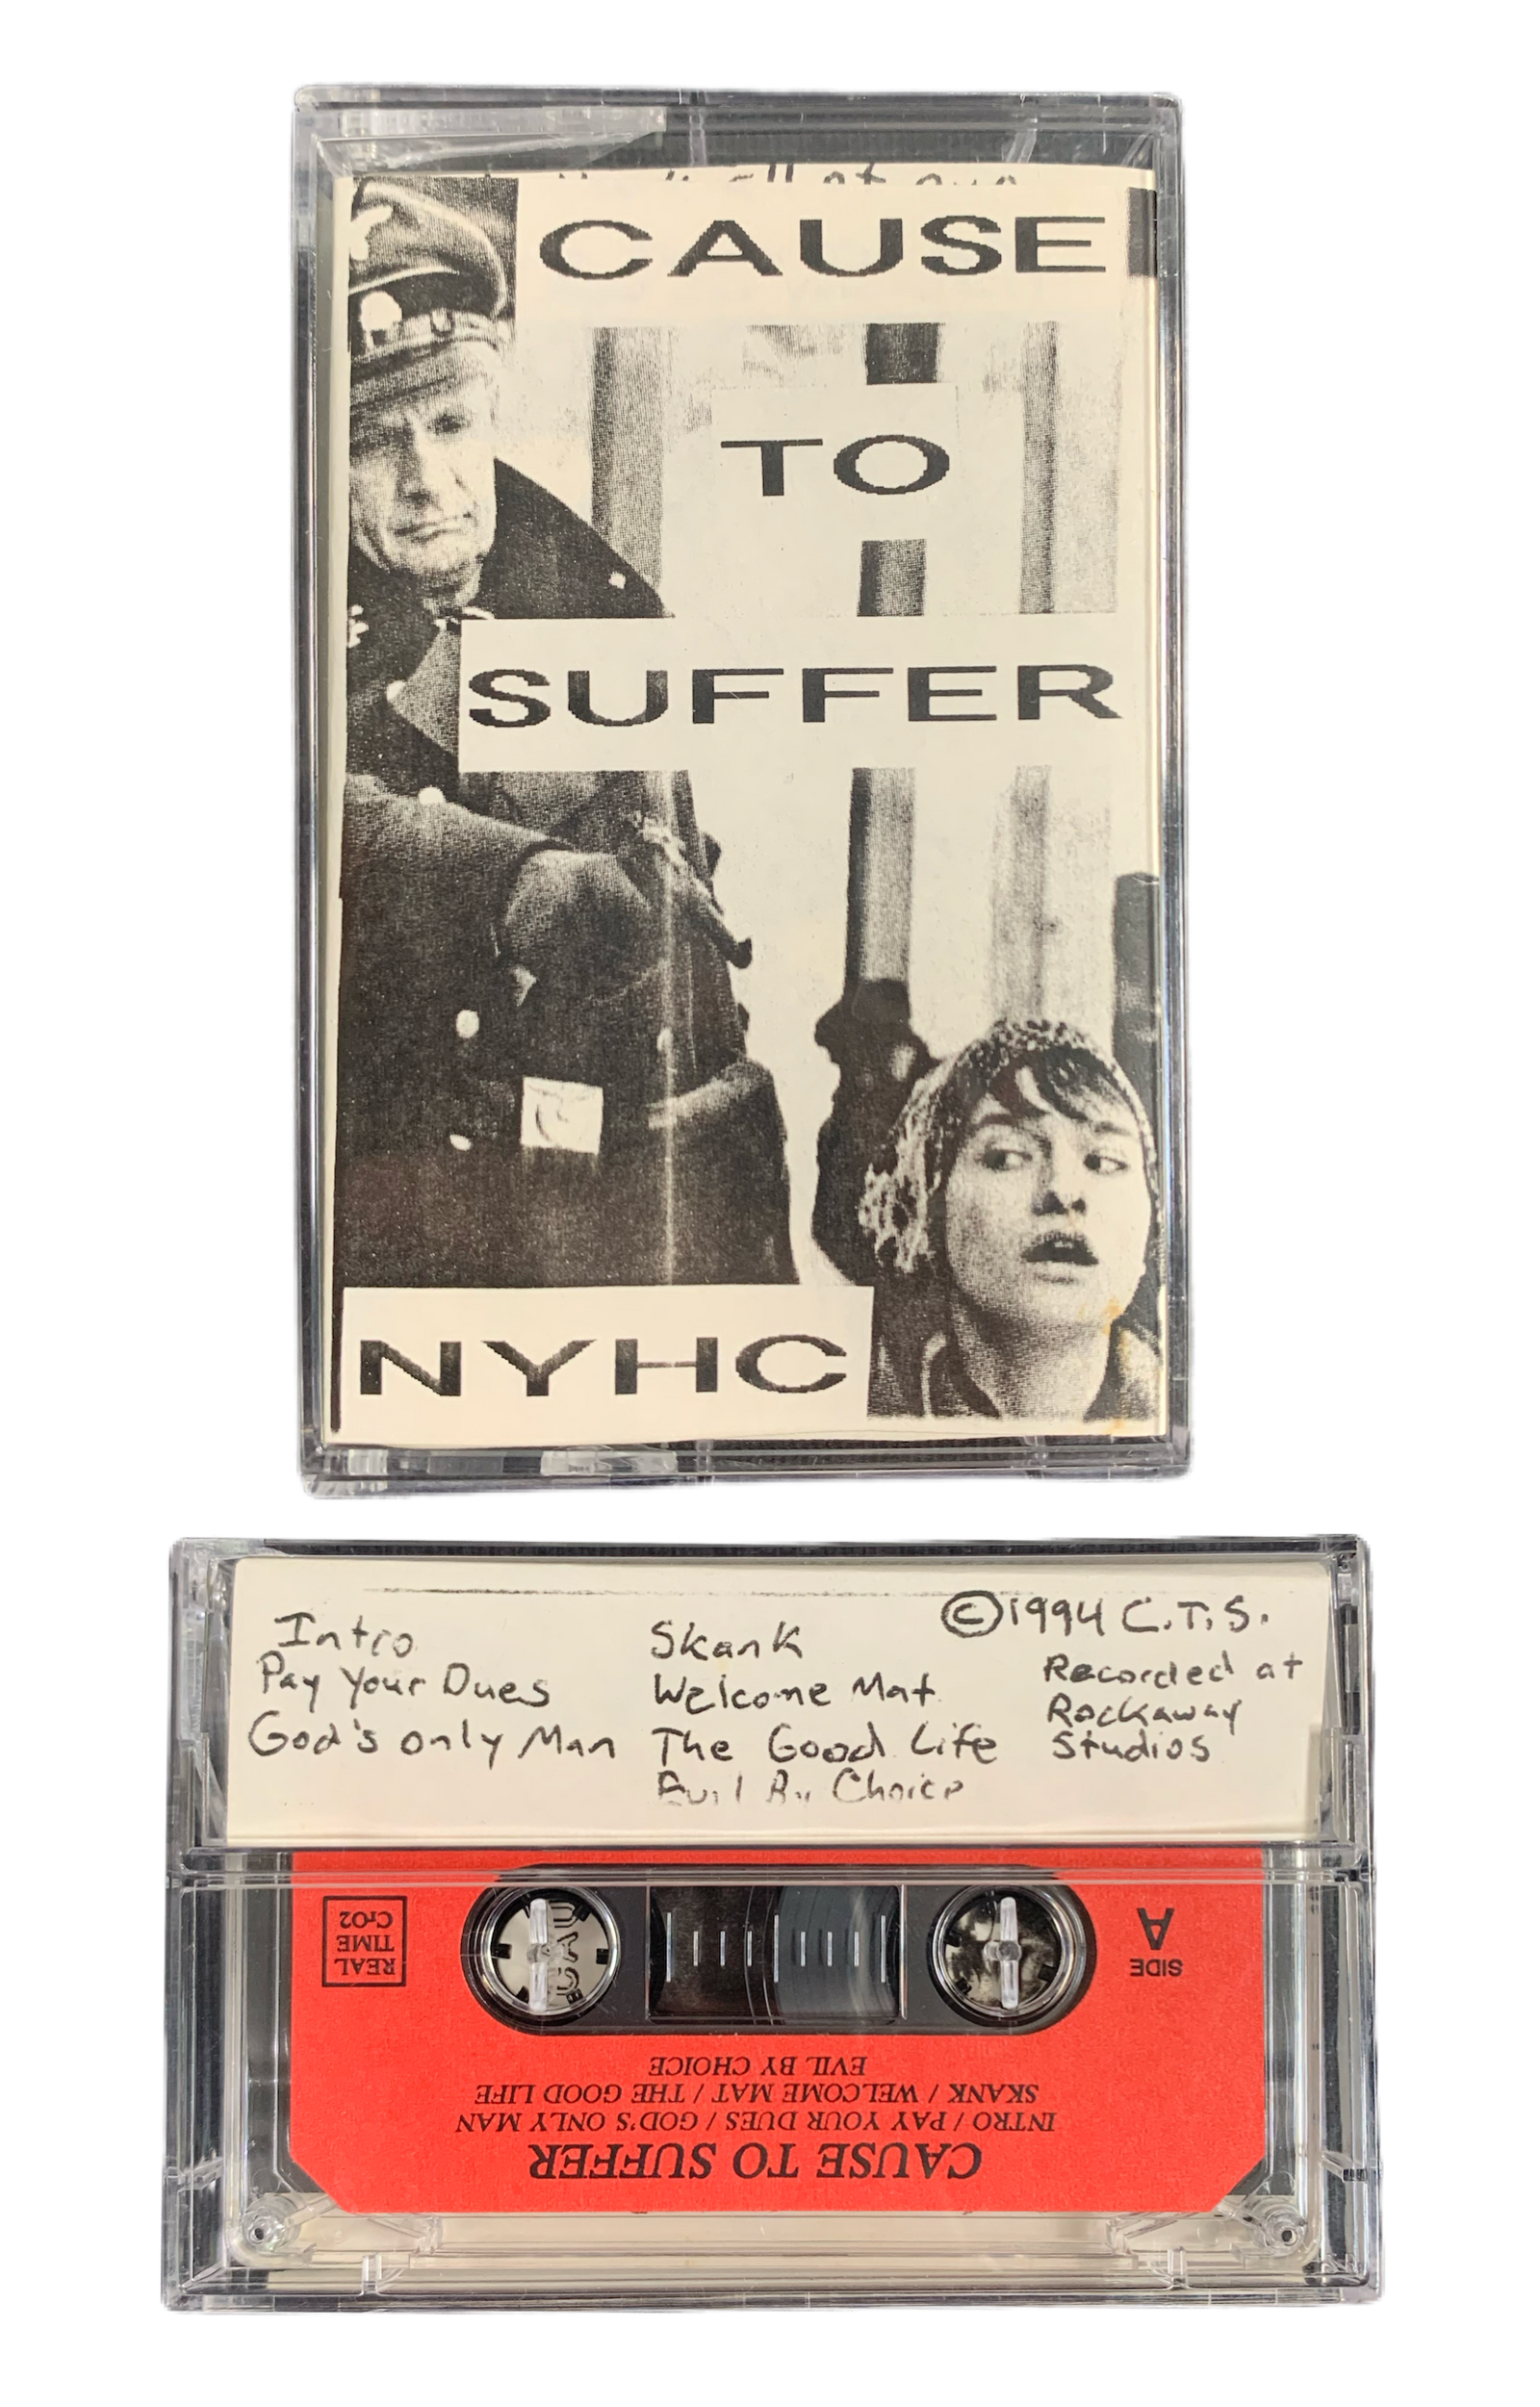 CAUSE
TO
SUFFER
NYHC
Intro
Pay Your Dues
God's only Man
Skank
Welcome Mat
The Good Life
Evil By Choice
©1994 C.T.S.
Recorded at
Rockaway
Studios
REAL
TIME
CrO2
SIDE
A
CAUSE TO SUFFER
INTRO / PAY YOUR DUES / GOD'S ONLY MAN
SKANK / WELCOME MAT / THE GOOD LIFE
EVIL BY CHOICE